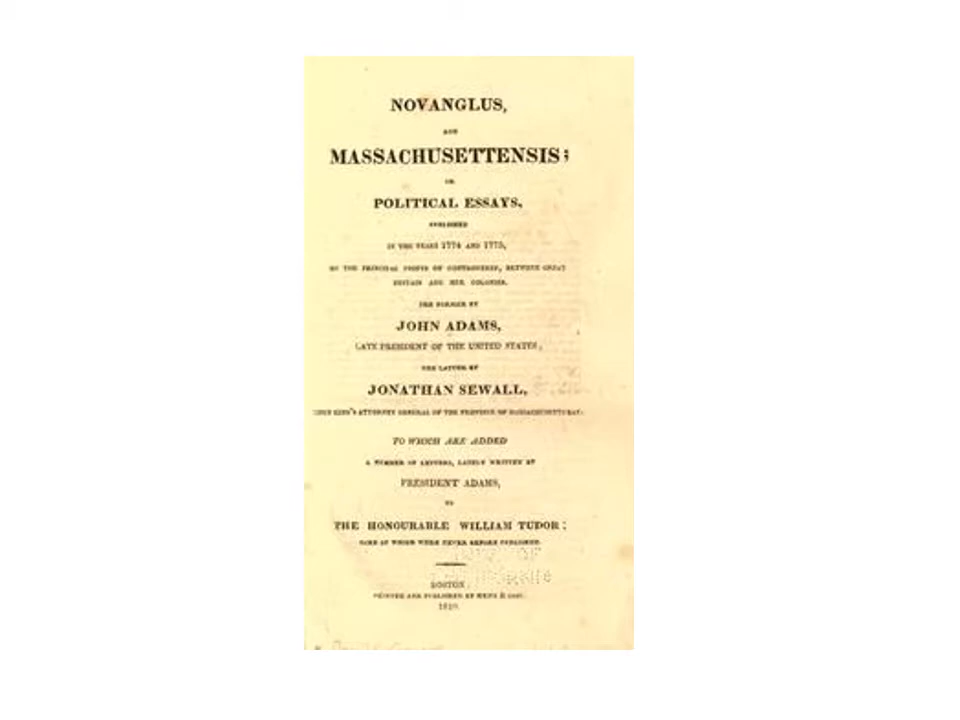 NOVANGLUS,
AND
MASSACHUSETTENSIS;
OR
POLITICAL ESSAYS,
PUBLISHED
IN THE YEARS 1774 AND 1775,
ON THE PRINCIPAL POINTS OF CONTROVERSY, BETWEEN GREAT
BRITAIN AND HER COLONIES.
THE FORMER BY
JOHN ADAMS,
LATE PRESIDENT OF THE UNITED STATES;
THE LATTER BY
JONATHAN SEWALL,
THEN KING'S ATTORNEY GENERAL OF THE PROVINCE OF MASSACHUSETTS BAY.
TO WHICH ARE ADDED
A NUMBER OF LETTERS, LATELY WRITTEN BY
PRESIDENT ADAMS,
TO
THE HONOURABLE WILLIAM TUDOR;
SOME OF WHICH WERE NEVER BEFORE PUBLISHED.
BOSTON:
PRINTED AND PUBLISHED BY